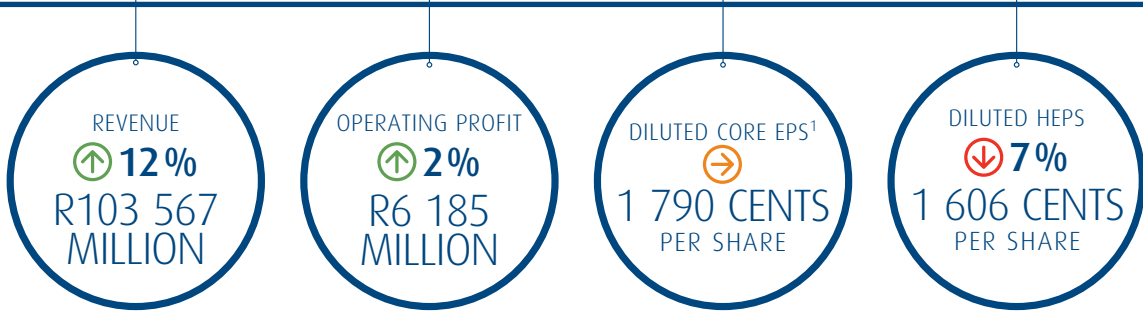 REVENUE
12%
R103 567
MILLION
OPERATING PROFIT
2%
R6 185
MILLION
DILUTED CORE EPS¹
1 790 CENTS
PER SHARE
DILUTED HEPS
7%
1 606 CENTS
PER SHARE